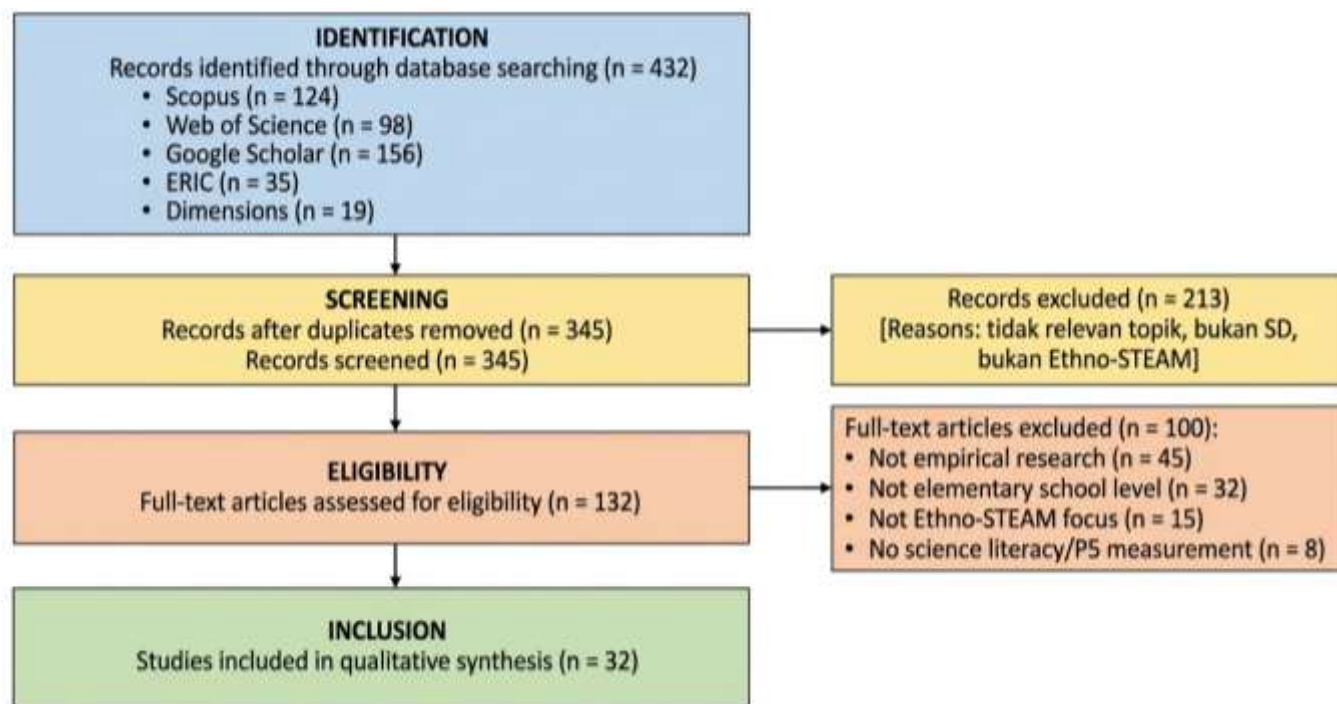 IDENTIFICATION
Records identified through database searching (n = 432)
• Scopus (n = 124)
• Web of Science (n = 98)
• Google Scholar (n = 156)
• ERIC (n = 35)
• Dimensions (n = 19)
SCREENING
Records after duplicates removed (n = 345)
Records screened (n = 345)
Records excluded (n = 213)
[Reasons: tidak relevan topik, bukan SD,
bukan Ethno-STEAM]
ELIGIBILITY
Full-text articles assessed for eligibility (n = 132)
Full-text articles excluded (n = 100):
• Not empirical research (n = 45)
• Not elementary school level (n = 32)
• Not Ethno-STEAM focus (n = 15)
• No science literacy/P5 measurement (n = 8)
INCLUSION
Studies included in qualitative synthesis (n = 32)